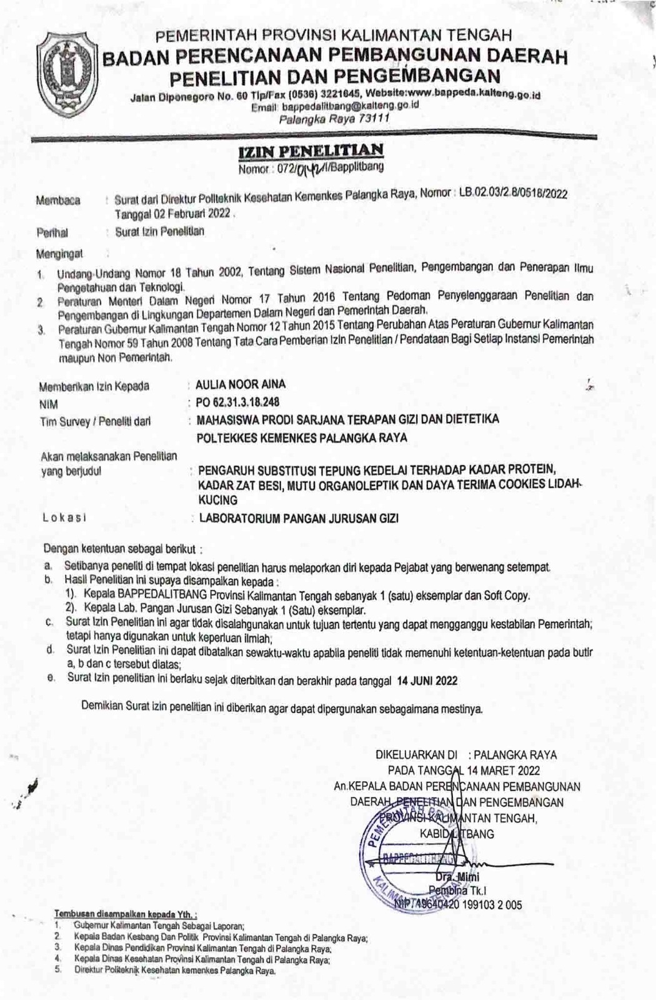 PEMERINTAH PROVINSI KALIMANTAN TENGAH
BADAN PERENCANAAN PEMBANGUNAN DAERAH
PENELITIAN DAN PENGEMBANGAN
Jalan Diponegoro No. 60 Tlp/Fax (0536) 3221645, Website:www.bappeda.kalteng.go.id
Email: bappedalitbang@kalteng.go.id
Palangka Raya 73111
IZIN PENELITIAN
Nomor : 072/0142/I/Bapplitbang
Membaca : Surat dari Direktur Politeknik Kesehatan Kemenkes Palangka Raya, Nomor : LB.02.03/2.8/0518/2022
Tanggal 02 Februari 2022 .
Perihal : Surat Izin Penelitian
Mengingat :
1. Undang-Undang Nomor 18 Tahun 2002, Tentang Sistem Nasional Penelitian, Pengembangan dan Penerapan Ilmu
Pengetahuan dan Teknologi.
2 Peraturan Menteri Dalam Negeri Nomor 17 Tahun 2016 Tentang Pedoman Penyelenggaraan Penelitian dan
Pengembangan di Lingkungan Departemen Dalam Negeri dan Pemerintah Daerah.
3. Peraturan Gubernur Kalimantan Tengah Nomor 12 Tahun 2015 Tentang Perubahan Atas Peraturan Gubernur Kalimantan
Tengah Nomor 59 Tahun 2008 Tentang Tata Cara Pemberian Izin Penelitian / Pendataan Bagi Setiap Instansi Pemerintah
maupun Non Pemerintah.
Memberikan Izin Kepada : AULIA NOOR AINA
NIM : PO 62.31.3.18.248
Tim Survey / Peneliti dari : MAHASISWA PRODI SARJANA TERAPAN GIZI DAN DIETETIKA
POLTEKKES KEMENKES PALANGKA RAYA
Akan melaksanakan Penelitian
yang berjudul : PENGARUH SUBSTITUSI TEPUNG KEDELAI TERHADAP KADAR PROTEIN,
KADAR ZAT BESI, MUTU ORGANOLEPTIK DAN DAYA TERIMA COOKIES LIDAH-
KUCING
L o k a s i : LABORATORIUM PANGAN JURUSAN GIZI
Dengan ketentuan sebagai berikut :
a. Setibanya peneliti di tempat lokasi penelitian harus melaporkan diri kepada Pejabat yang berwenang setempat.
b. Hasil Penelitian ini supaya disampaikan kepada :
1). Kepala BAPPEDALITBANG Provinsi Kalimantan Tengah sebanyak 1 (satu) eksemplar dan Soft Copy.
2). Kepala Lab. Pangan Jurusan Gizi Sebanyak 1 (Satu) eksemplar.
c. Surat Izin Penelitian ini agar tidak disalahgunakan untuk tujuan tertentu yang dapat mengganggu kestabilan Pemerintah;
tetapi hanya digunakan untuk keperluan ilmiah;
d. Surat Izin Penelitian ini dapat dibatalkan sewaktu-waktu apabila peneliti tidak memenuhi ketentuan-ketentuan pada butir
a, b dan c tersebut diatas;
e. Surat Izin penelitian ini berlaku sejak diterbitkan dan berakhir pada tanggal 14 JUNI 2022
Demikian Surat izin penelitian ini diberikan agar dapat dipergunakan sebagaimana mestinya.
DIKELUARKAN DI : PALANGKA RAYA
PADA TANGGAL 14 MARET 2022
An.KEPALA BADAN PERENCANAAN PEMBANGUNAN
DAERAH, PENELITIAN DAN PENGEMBANGAN
PROVINSI KALIMANTAN TENGAH,
KABID LITBANG
BAPPEDALITBANG
Dra. Mimi
Pembina Tk.I
NIP. 19640420 199103 2 005
Tembusan disampaikan kepada Yth. :
1. Gubernur Kalimantan Tengah Sebagai Laporan;
2. Kepala Badan Kesbang Dan Politik Provinsi Kalimantan Tengah di Palangka Raya;
3. Kepala Dinas Pendidikan Provinsi Kalimantan Tengah di Palangka Raya;
4. Kepala Dinas Kesehatan Provinsi Kalimantan Tengah di Palangka Raya;
5. Direktur Politeknik Kesehatan kemenkes Palangka Raya.